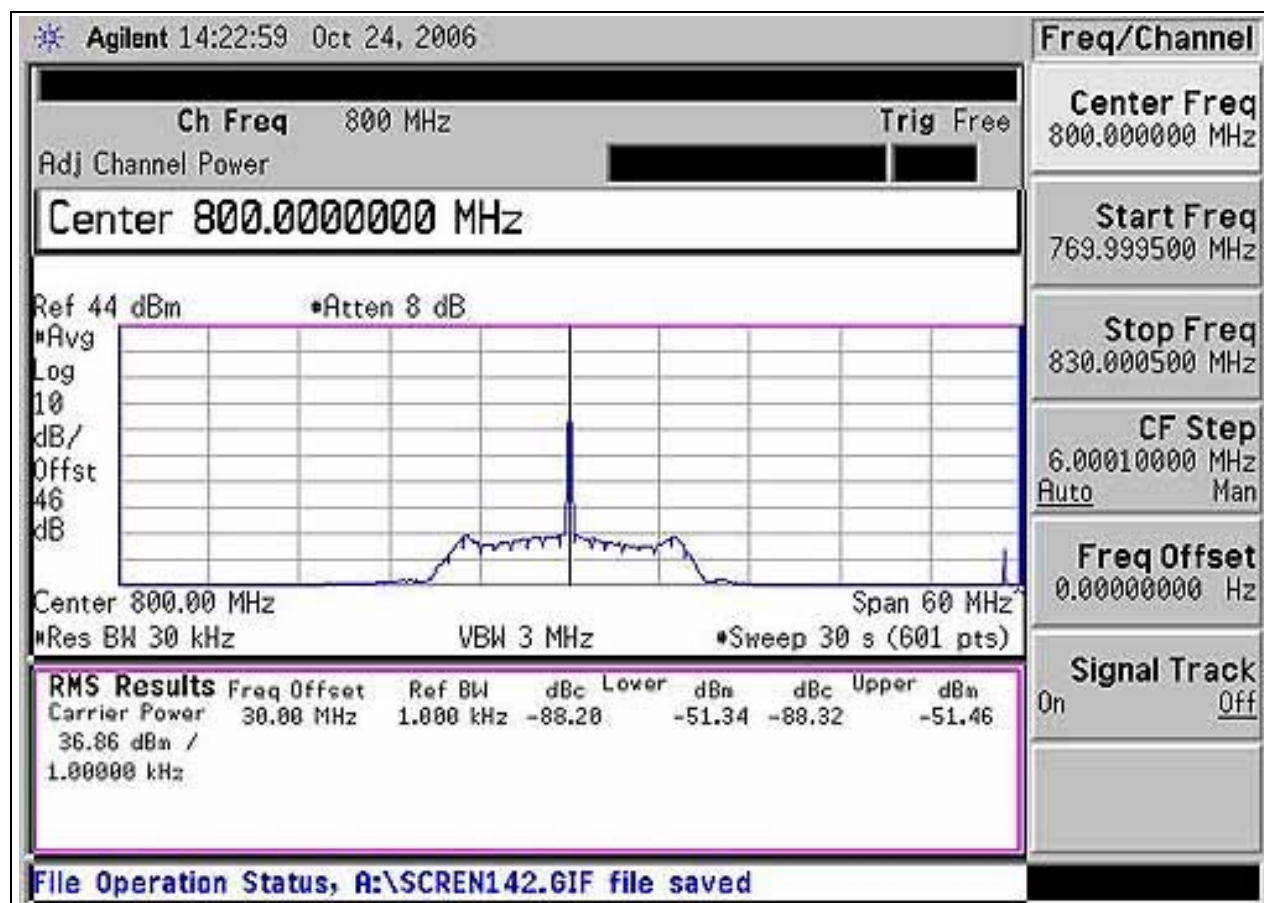 Agilent 14:22:59 Oct 24, 2006
Freq/Channel
Ch Freq 800 MHz Trig Free
Adj Channel Power
Center 800.0000000 MHz
Ref 44 dBm #Atten 8 dB
#Avg
Log
10
dB/
Offst
46
dB
Center 800.00 MHz Span 60 MHz
#Res BW 30 kHz VBW 3 MHz #Sweep 30 s (601 pts)
RMS Results Freq Offset Ref BW dBc Lower dBm dBc Upper dBm
Carrier Power 30.00 MHz 1.000 kHz -88.20 -51.34 -88.32 -51.46
36.86 dBm /
1.00000 kHz
File Operation Status, A:\SCREN142.GIF file saved
Center Freq
800.000000 MHz
Start Freq
769.999500 MHz
Stop Freq
830.000500 MHz
CF Step
6.00010000 MHz
Auto Man
Freq Offset
0.00000000 Hz
Signal Track
On Off